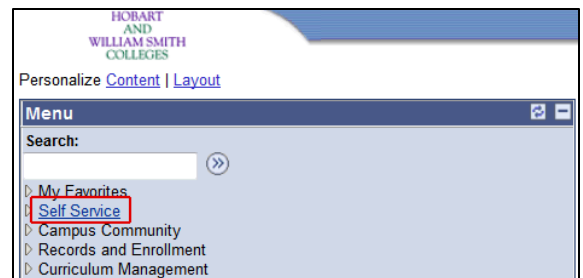 HOBART
AND
WILLIAM SMITH
COLLEGES
Personalize Content | Layout
Menu
Search:
My Favorites
Self Service
Campus Community
Records and Enrollment
Curriculum Management